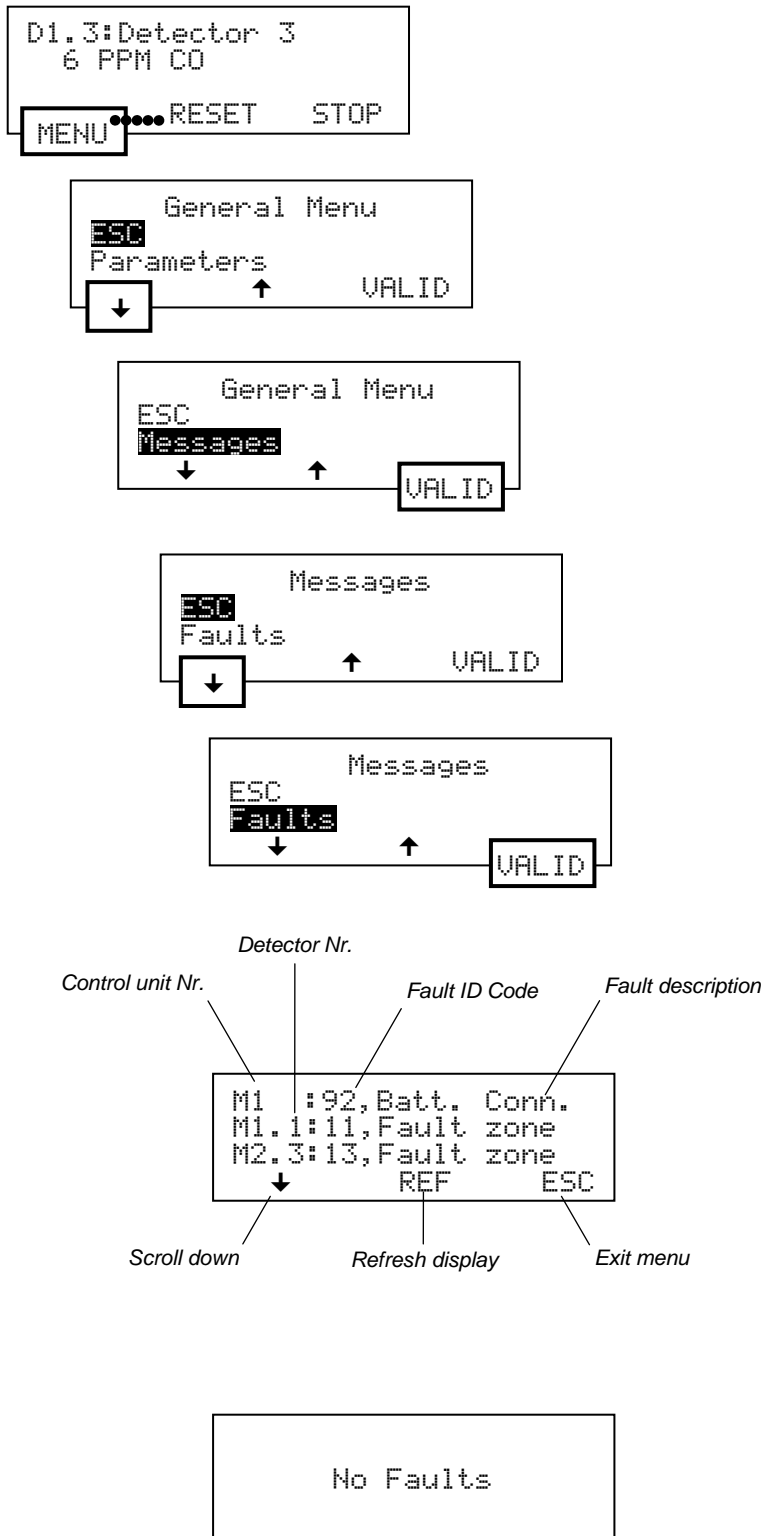 D1.3:Detector 3
6 PPM CO
MENU RESET STOP
General Menu
ESC
Parameters
↓ ↑ VALID
General Menu
ESC
Messages
↓ ↑ VALID
Messages
ESC
Faults
↓ ↑ VALID
Messages
ESC
Faults
↓ ↑ VALID
Detector Nr.
Control unit Nr.
Fault ID Code
Fault description
M1 :92,Batt. Conn.
M1.1:11,Fault zone
M2.3:13,Fault zone
↓ REF ESC
Scroll down
Refresh display
Exit menu
No Faults